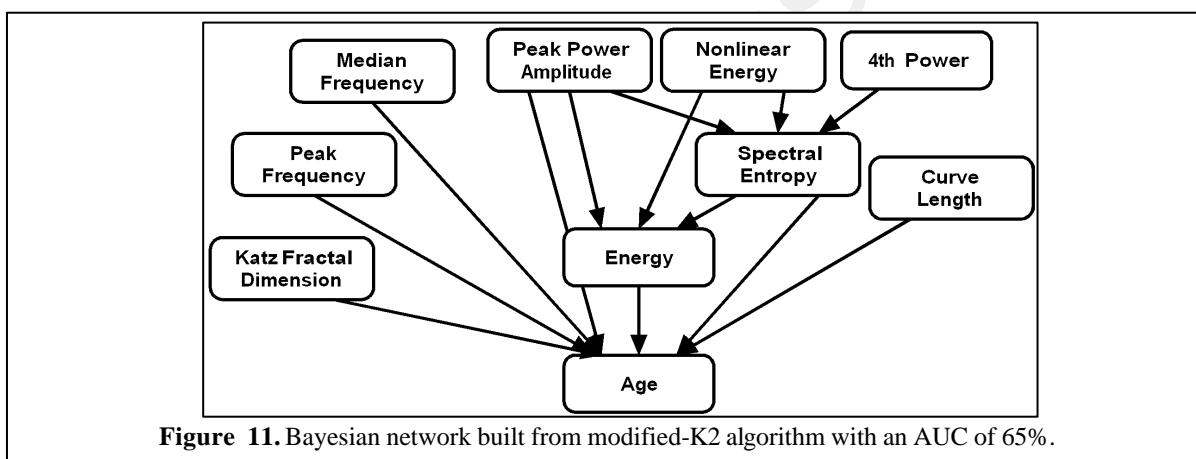 Median
Frequency
Peak Power
Amplitude
Nonlinear
Energy
4th Power
Peak
Frequency
Spectral
Entropy
Curve
Length
Katz Fractal
Dimension
Energy
Age
Figure 11. Bayesian network built from modified-K2 algorithm with an AUC of 65%.